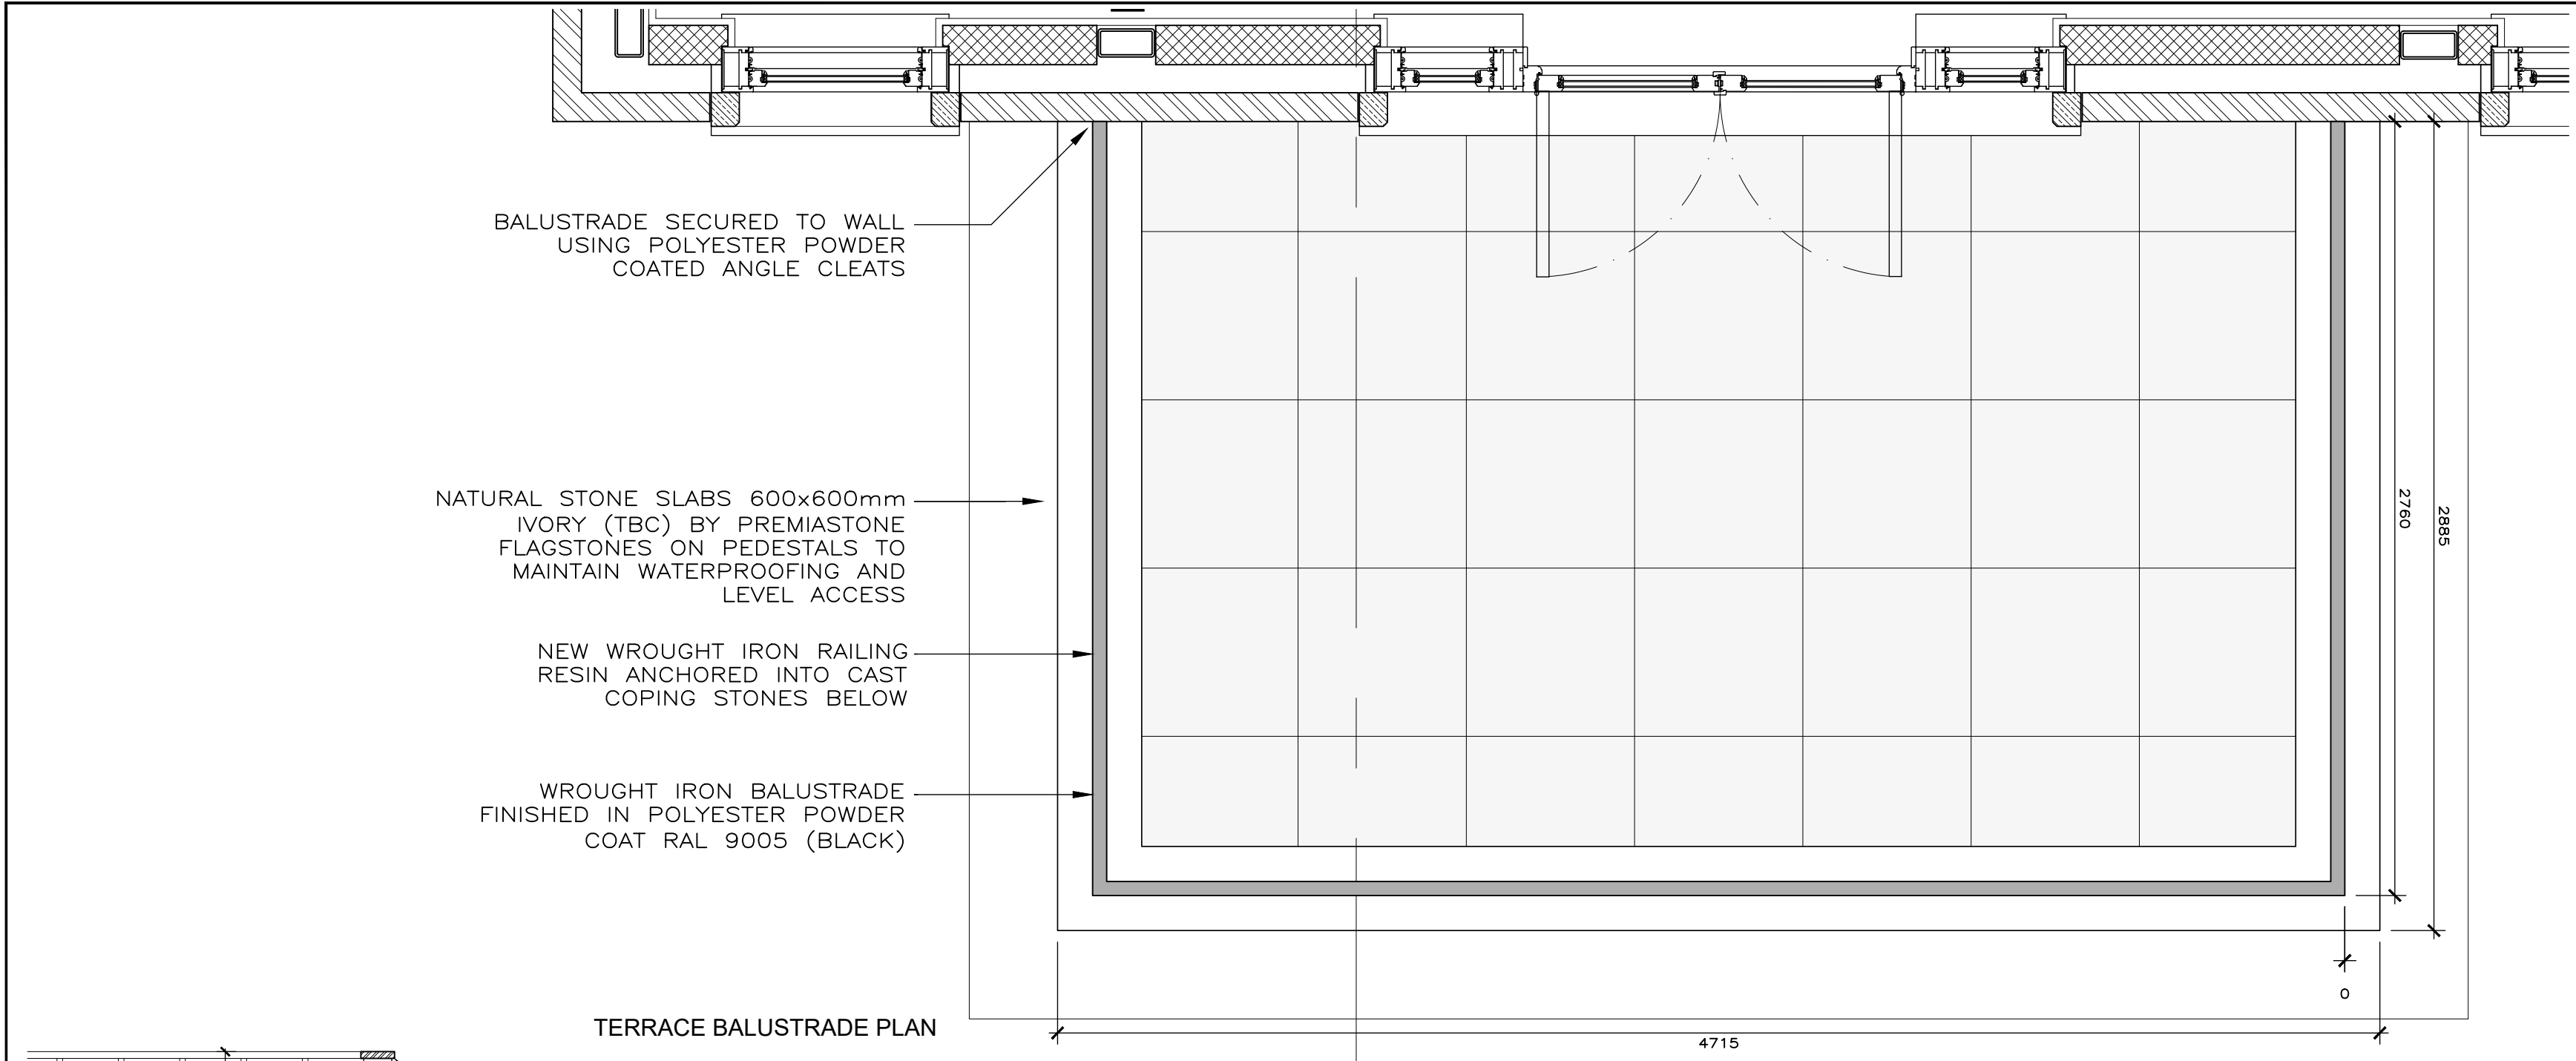 BALUSTRADE SECURED TO WALL
USING POLYESTER POWDER
COATED ANGLE CLEATS
NATURAL STONE SLABS 600x600mm
IVORY (TBC) BY PREMIASTONE
FLAGSTONES ON PEDESTALS TO
MAINTAIN WATERPROOFING AND
LEVEL ACCESS
NEW WROUGHT IRON RAILING
RESIN ANCHORED INTO CAST
COPING STONES BELOW
WROUGHT IRON BALUSTRADE
FINISHED IN POLYESTER POWDER
COAT RAL 9005 (BLACK)
2760
2885
0
TERRACE BALUSTRADE PLAN
4715